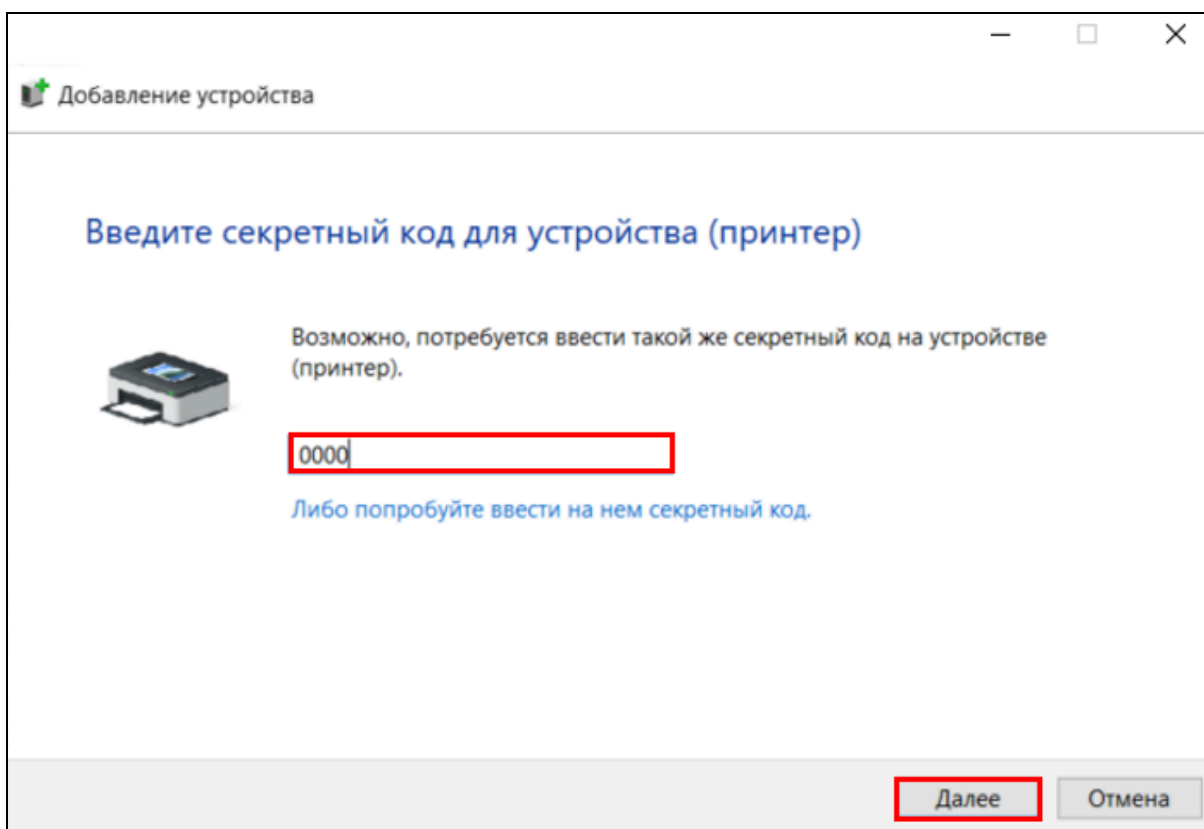 Добавление устройства
Введите секретный код для устройства (принтер)
Возможно, потребуется ввести такой же секретный код на устройстве
(принтер).
0000
Либо попробуйте ввести на нем секретный код.
Далее
Отмена